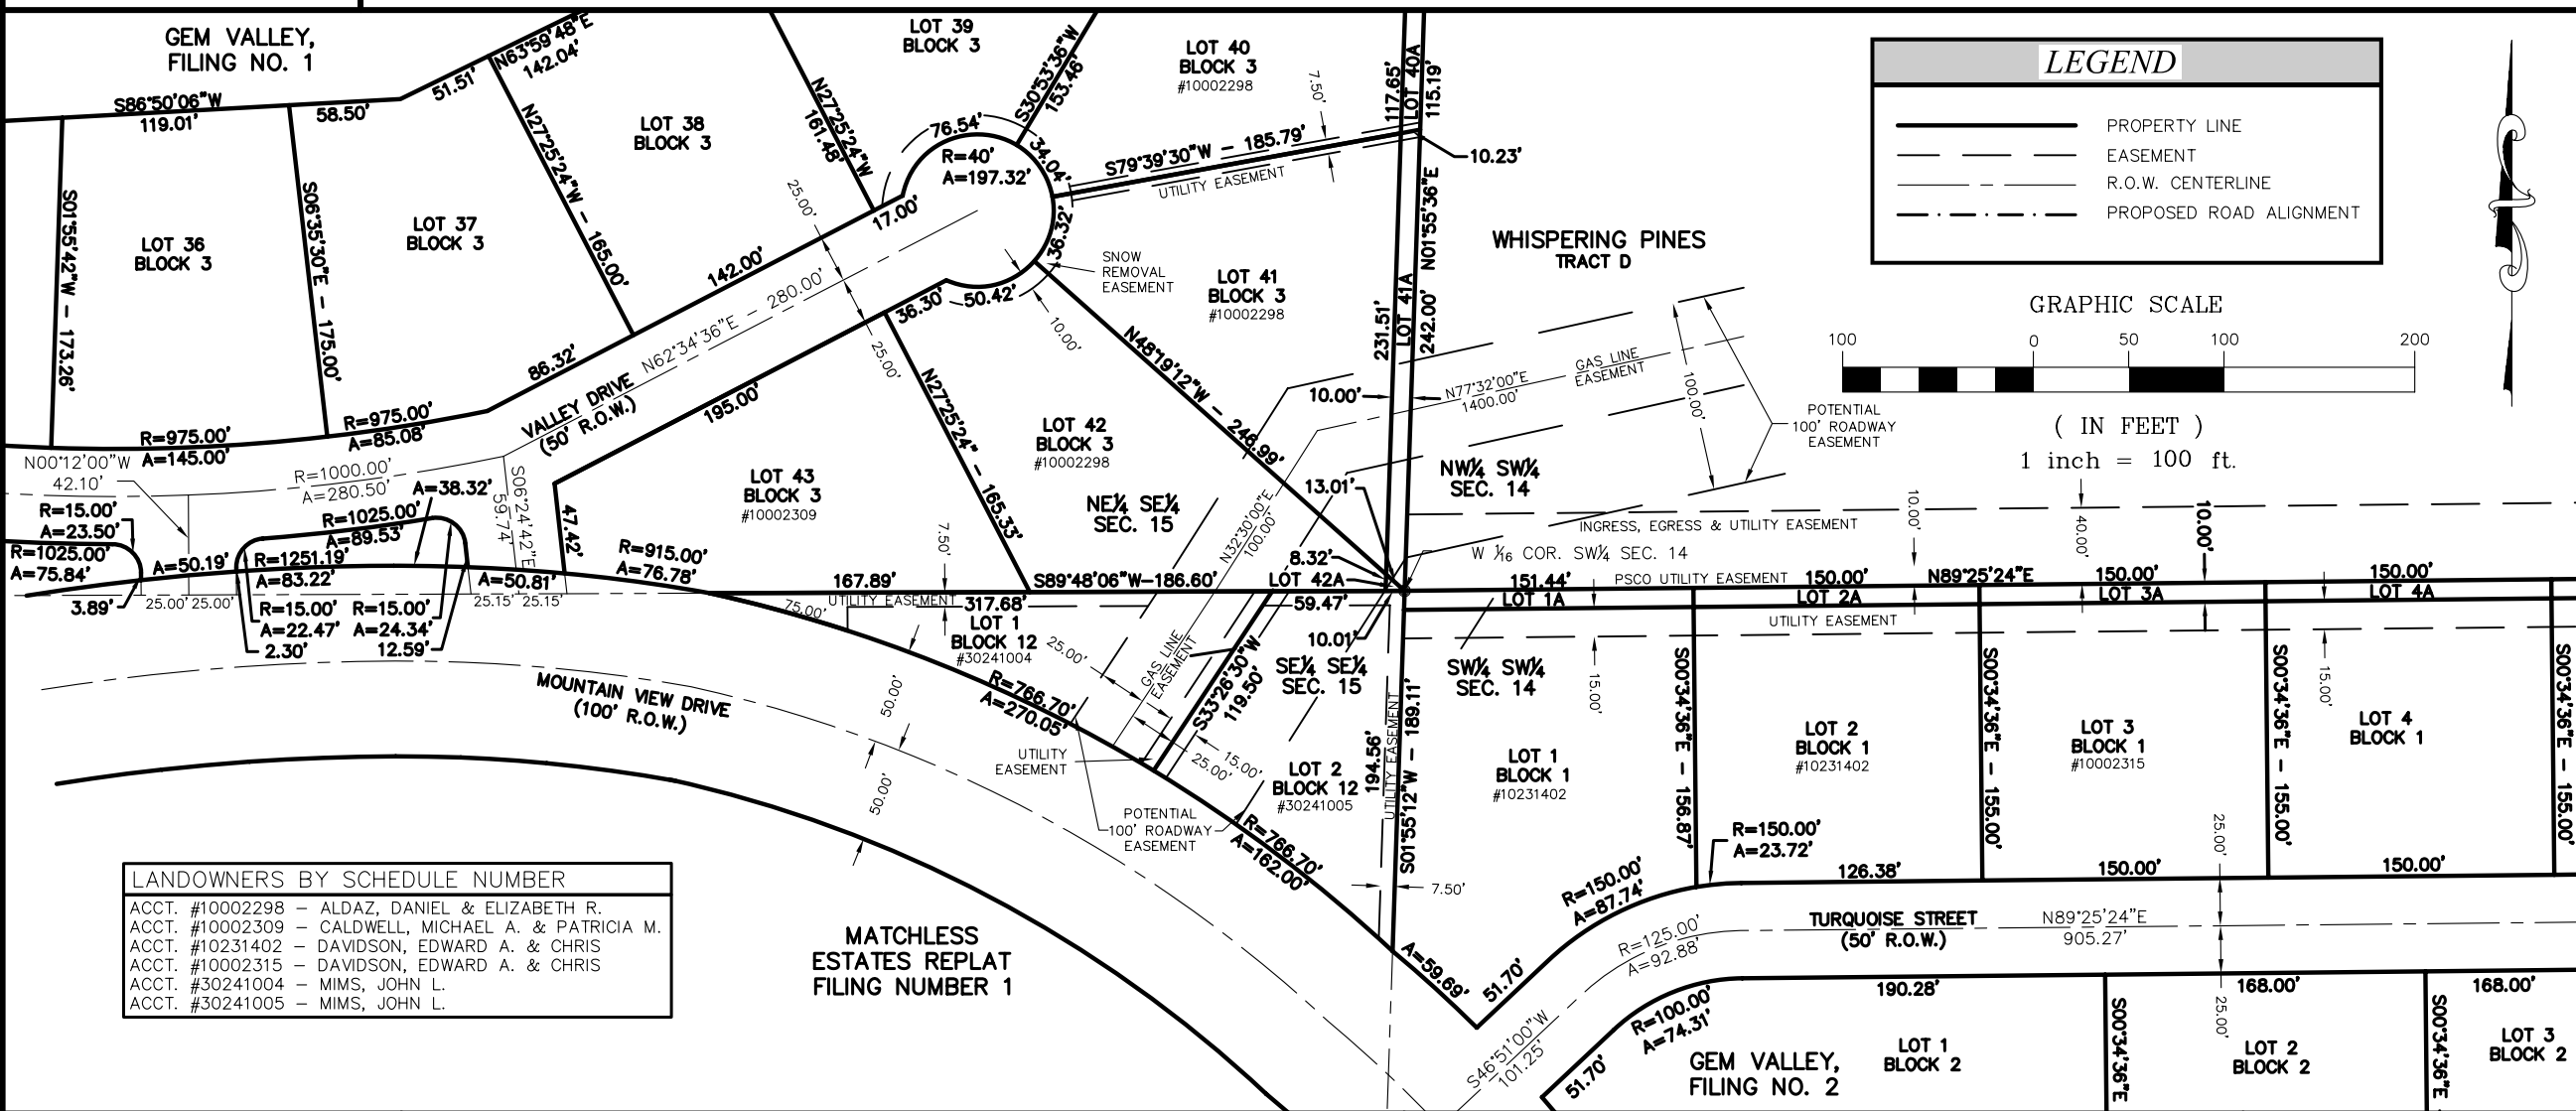 GEM VALLEY,
FILING NO. 1
S86°50'06"W
119.01'
58.50'
51.51'
N63°59'48"E
142.04'
LOT 39
BLOCK 3
LOT 40
BLOCK 3
#10002298
LOT 38
BLOCK 3
LOT 37
BLOCK 3
LOT 36
BLOCK 3
S01°55'42"W - 173.26'
S06°35'30"E - 175.00'
N27°25'24"W - 165.00'
N27°25'24"W
161.48'
S30°53'36"W
153.46'
76.54'
R=40'
A=197.32'
34.04'
36.32'
50.42'
17.00'
25.00'
142.00'
86.32'
N62°34'36"E - 280.00'
VALLEY DRIVE
(50' R.O.W.)
195.00'
36.30'
25.00'
10.00'
SNOW
REMOVAL
EASEMENT
S79°39'30"W - 185.79'
UTILITY EASEMENT
7.50'
117.65'
LOT 40A
115.19'
10.23'
LOT 41
BLOCK 3
#10002298
231.51'
LOT 41A
242.00'
N01°55'36"E
10.00'
WHISPERING PINES
TRACT D
N77°32'00"E
1400.00'
GAS LINE
EASEMENT
100.00'
POTENTIAL
100' ROADWAY
EASEMENT
LEGEND
PROPERTY LINE
EASEMENT
R.O.W. CENTERLINE
PROPOSED ROAD ALIGNMENT
GRAPHIC SCALE
100
0
50
100
200
( IN FEET )
1 inch = 100 ft.
N48°19'12"W - 246.99'
N27°25'24" - 165.33'
LOT 42
BLOCK 3
#10002298
LOT 43
BLOCK 3
#10002309
NE¼ SE¼
SEC. 15
NW¼ SW¼
SEC. 14
N32°30'00"E
100.00'
13.01'
8.32'
W 1⁄16 COR. SW¼ SEC. 14
INGRESS, EGRESS & UTILITY EASEMENT
PSCO UTILITY EASEMENT
10.00'
40.00'
10.00'
R=975.00'
A=145.00'
R=975.00'
A=85.08'
N00°12'00"W
42.10'
R=1000.00'
A=280.50'
A=38.32'
R=15.00'
A=23.50'
R=1025.00'
A=75.84'
3.89'
A=50.19'
25.00'
25.00'
R=1025.00'
A=89.53'
R=1251.19'
A=83.22'
R=15.00'
A=22.47'
2.30'
R=15.00'
A=24.34'
12.59'
S06°24'42"E
59.74'
47.42'
A=50.81'
25.15'
25.15'
R=915.00'
A=76.78'
167.89'
7.50'
S89°48'06"W-186.60'
LOT 42A
UTILITY EASEMENT
75.00'
317.68'
LOT 1
BLOCK 12
#30241004
59.47'
10.01'
151.44'
LOT 1A
150.00'
LOT 2A
N89°25'24"E
150.00'
LOT 3A
150.00'
LOT 4A
UTILITY EASEMENT
15.00'
15.00'
MOUNTAIN VIEW DRIVE
(100' R.O.W.)
50.00'
50.00'
R=766.70'
A=270.05'
25.00'
GAS LINE
EASEMENT
S33°26'30"W
119.50'
UTILITY
EASEMENT
15.00'
25.00'
SE¼ SE¼
SEC. 15
SW¼ SW¼
SEC. 14
LOT 2
BLOCK 12
#30241005
POTENTIAL
100' ROADWAY
EASEMENT
R=766.70'
A=162.00'
194.56'
UTILITY EASEMENT
S01°55'12"W - 189.11'
7.50'
LOT 1
BLOCK 1
#10231402
S00°34'36"E - 156.87'
LOT 2
BLOCK 1
#10231402
S00°34'36"E - 155.00'
LOT 3
BLOCK 1
#10002315
S00°34'36"E - 155.00'
LOT 4
BLOCK 1
S00°34'36"E - 155.00'
R=150.00'
A=23.72'
R=150.00'
A=87.74'
126.38'
150.00'
150.00'
25.00'
TURQUOISE STREET
(50' R.O.W.)
N89°25'24"E
905.27'
R=125.00'
A=92.88'
A=59.69'
51.70'
S46°51'00"W
101.25'
R=100.00'
A=74.31'
51.70'
190.28'
168.00'
168.00'
25.00'
GEM VALLEY,
FILING NO. 2
LOT 1
BLOCK 2
S00°34'36"E
LOT 2
BLOCK 2
S00°34'36"E
LOT 3
BLOCK 2
LANDOWNERS BY SCHEDULE NUMBER
ACCT. #10002298 - ALDAZ, DANIEL & ELIZABETH R.
ACCT. #10002309 - CALDWELL, MICHAEL A. & PATRICIA M.
ACCT. #10231402 - DAVIDSON, EDWARD A. & CHRIS
ACCT. #10002315 - DAVIDSON, EDWARD A. & CHRIS
ACCT. #30241004 - MIMS, JOHN L.
ACCT. #30241005 - MIMS, JOHN L.
MATCHLESS
ESTATES REPLAT
FILING NUMBER 1